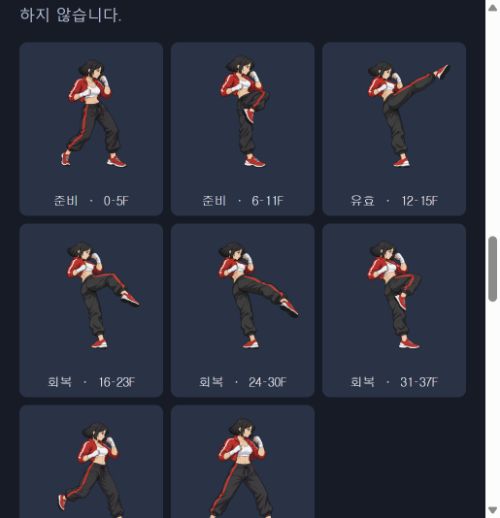 하지 않습니다.
준비 · 0-5F
준비 · 6-11F
유효 · 12-15F
회복 · 16-23F
회복 · 24-30F
회복 · 31-37F